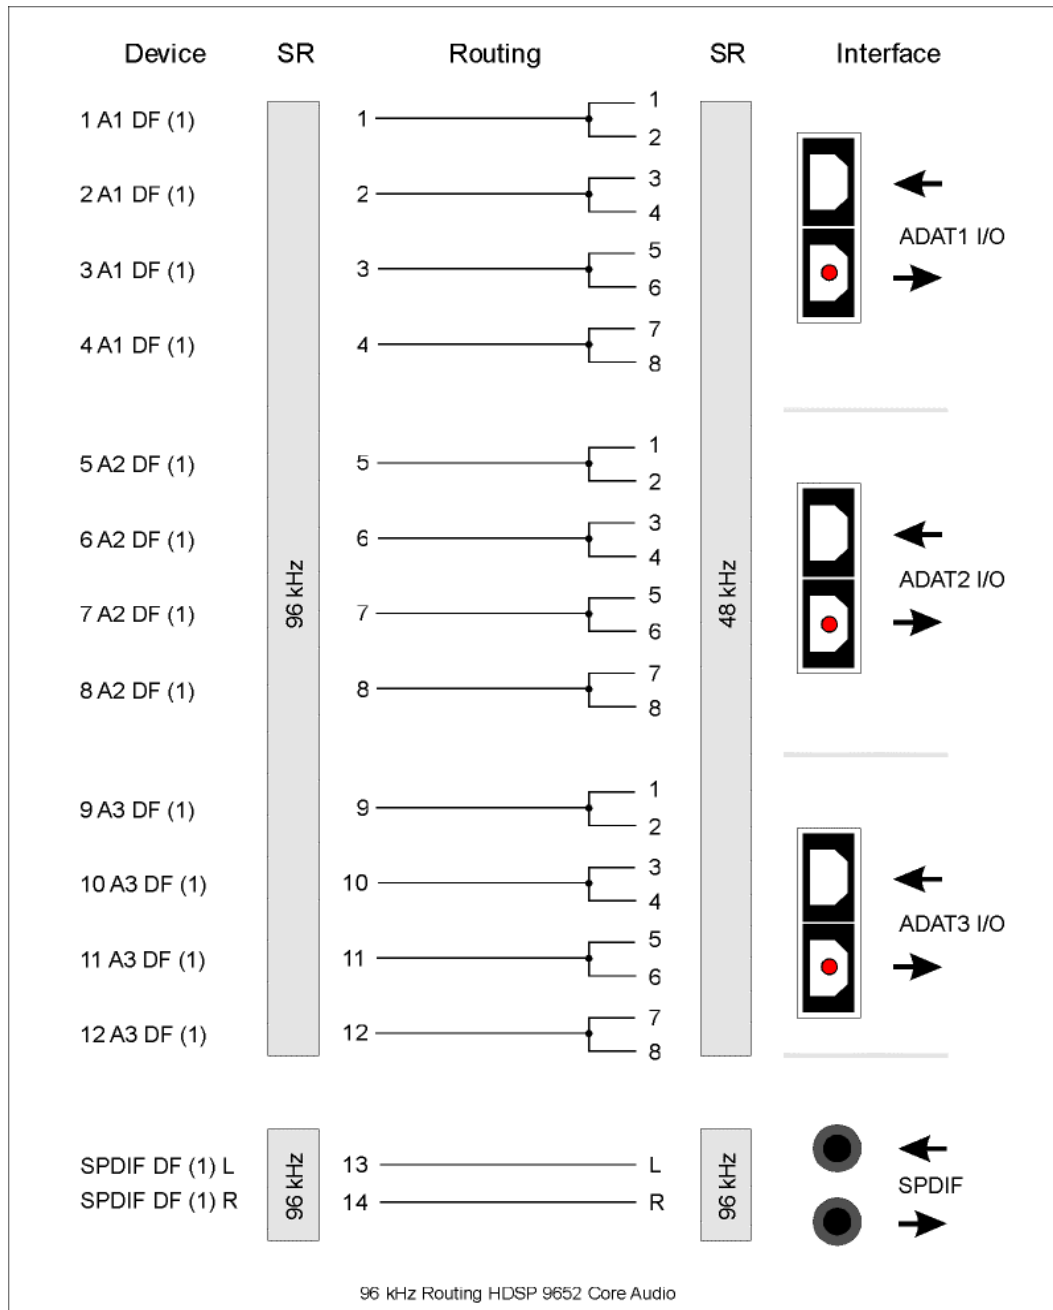 Device SR Routing SR Interface
1 A1 DF (1) 1 1
2
2 A1 DF (1) 2 3
4
ADAT1 I/O
3 A1 DF (1) 3 5
6
4 A1 DF (1) 4 7
8
5 A2 DF (1) 5 1
2
6 A2 DF (1) 6 3
4
96 kHz 48 kHz ADAT2 I/O
7 A2 DF (1) 7 5
6
8 A2 DF (1) 8 7
8
9 A3 DF (1) 9 1
2
10 A3 DF (1) 10 3
4
ADAT3 I/O
11 A3 DF (1) 11 5
6
12 A3 DF (1) 12 7
8
SPDIF DF (1) L 13 L
96 kHz 96 kHz SPDIF
SPDIF DF (1) R 14 R
96 kHz Routing HDSP 9652 Core Audio